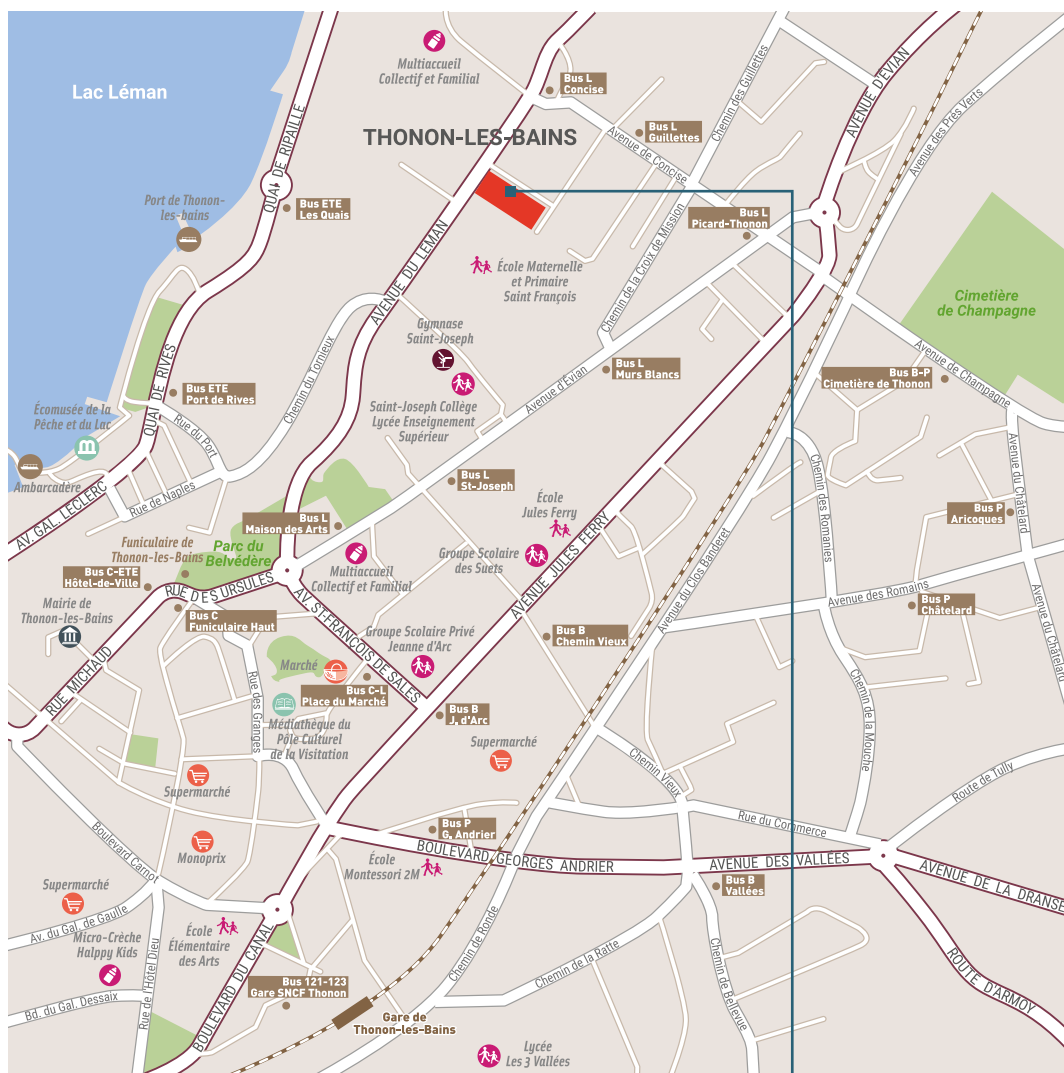 Lac Léman
Multiaccueil
Collectif et Familial
Bus L
Concise
THONON-LES-BAINS
Bus L
Guillettes
Chemin des Guillettes
AVENUE D'ÉVIAN
Avenue des Prés Verts
Avenue de Concise
QUAI DE RIPAILLE
Port de Thonon-
les-bains
Bus ETE
Les Quais
Bus L
Picard-Thonon
Chemin de la Croix de Mission
AVENUE DU LEMAN
École Maternelle
et Primaire
Saint François
Cimetière
de Champagne
Gymnase
Saint-Joseph
Chemin du Tornieux
Bus L
Murs Blancs
Avenue de Champagne
Bus B-P
Cimetière de Thonon
Bus ETE
Port de Rives
QUAI DE RIVES
Écomusée de la
Pêche et du Lac
Rue du Port
Saint-Joseph Collège
Lycée Enseignement
Supérieur
Avenue d'Évian
Ambarcadère
Rue de Naples
AV. GAL. LECLERC
Bus L
St-Joseph
Chemin des Romanies
Avenue du Châtelard
École
Jules Ferry
Bus P
Aricoques
Bus L
Maison des Arts
Funiculaire de
Thonon-les-Bains
Parc du
Belvédère
Groupe Scolaire
des Suets
AVENUE JULES FERRY
Avenue du Clos Banderet
Bus C-ETE
Hôtel-de-Ville
RUE DES URSULES
Multiaccueil
Collectif et Familial
Avenue des Romains
Bus P
Châtelard
Mairie de
Thonon-les-Bains
Bus C
Funiculaire Haut
AV. ST-FRANÇOIS DE SALES
Groupe Scolaire Privé
Jeanne d'Arc
Bus B
Chemin Vieux
Avenue du Châtelard
RUE MICHAUD
Marché
Bus C-L
Place du Marché
Rue des Granges
Médiathèque du
Pôle Culturel
de la Visitation
Bus B
J. d'Arc
Chemin de la Mouche
Supermarché
Supermarché
Chemin Vieux
Route de Tully
Rue du Commerce
Boulevard Carnot
Monoprix
Bus P
G. Andrier
BOULEVARD GEORGES ANDRIER
AVENUE DES VALLÉES
AVENUE DE LA DRANSE
École
Montessori 2M
Bus B
Vallées
Supermarché
Av. du Gal. de Gaulle
Micro-Crèche
Halppy Kids
École
Élémentaire
des Arts
Chemin de Ronde
Chemin de la Ratte
Chemin de Bellevue
ROUTE D'ARMOY
Rue de l'Hôtel Dieu
BOULEVARD DU CANAL
Bus 121-123
Gare SNCF Thonon
Bd. du Gal. Dessaix
Gare de
Thonon-les-Bains
Lycée
Les 3 Vallées